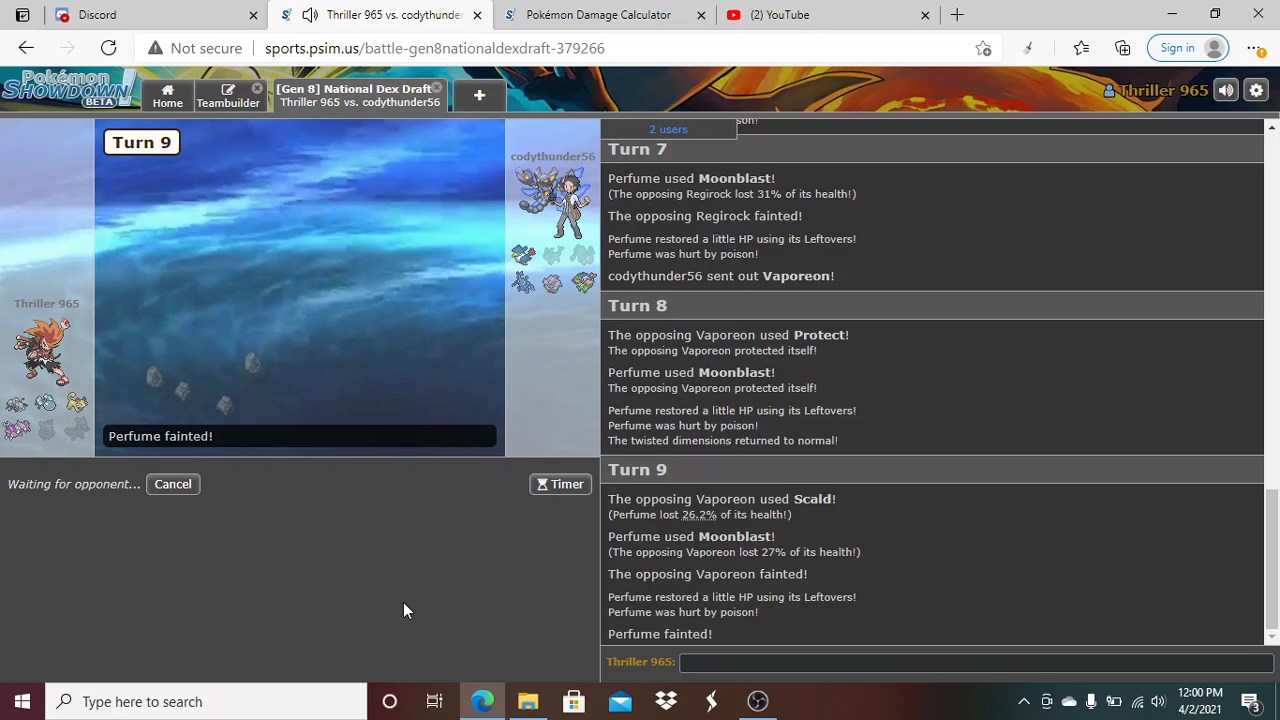 Discord
Thriller 965 vs. codythunder
Pokémon Damage Calculator
(2) YouTube
Not secure
sports.psim.us/battle-gen8nationaldexdraft-379266
Sign in
Pokémon
SHOWDOWN
BETA
Home
Teambuilder
[Gen 8] National Dex Draft
Thriller 965 vs. codythunder56
Thriller 965
Turn 9
codythunder56
Thriller 965
Perfume fainted!
Waiting for opponent...
Cancel
Timer
2 users
Turn 7
Perfume used Moonblast!
(The opposing Regirock lost 31% of its health!)
The opposing Regirock fainted!
Perfume restored a little HP using its Leftovers!
Perfume was hurt by poison!
codythunder56 sent out Vaporeon!
Turn 8
The opposing Vaporeon used Protect!
The opposing Vaporeon protected itself!
Perfume used Moonblast!
The opposing Vaporeon protected itself!
Perfume restored a little HP using its Leftovers!
Perfume was hurt by poison!
The twisted dimensions returned to normal!
Turn 9
The opposing Vaporeon used Scald!
(Perfume lost 26.2% of its health!)
Perfume used Moonblast!
(The opposing Vaporeon lost 27% of its health!)
The opposing Vaporeon fainted!
Perfume restored a little HP using its Leftovers!
Perfume was hurt by poison!
Perfume fainted!
Thriller 965:
Type here to search
12:00 PM
4/2/2021
3